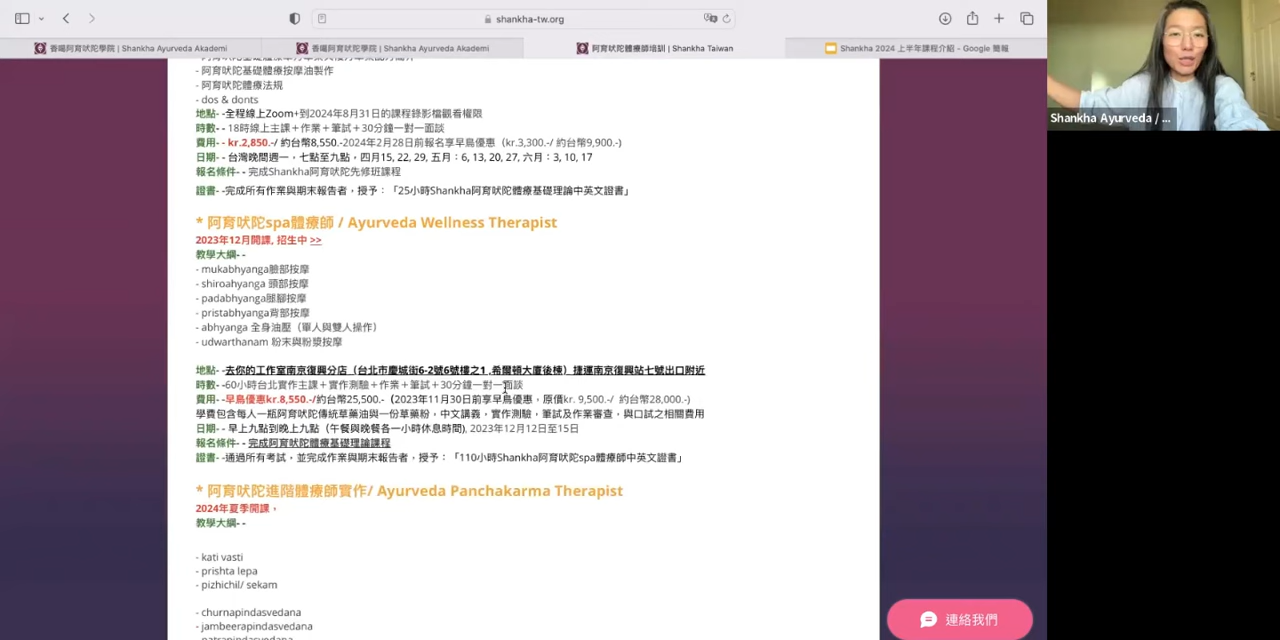 shankha-tw.org
香曍阿育吠陀學院 | Shankha Ayurveda Akademi
香曍阿育吠陀學院 | Shankha Ayurveda Akademi
阿育吠陀體療師培訓 | Shankha Taiwan
Shankha 2024 上半年課程介紹 - Google 簡報
- 阿育吠陀基礎體療按摩油製作
- 阿育吠陀體療法規
- dos & donts
地點- -全程線上Zoom+到2024年8月31日的課程錄影檔觀看權限
時數- - 18時線上主課＋作業＋筆試＋30分鐘一對一面談
費用- - kr.2,850.-/ 約台幣8,550.-2024年2月28日前報名享早鳥優惠（kr.3,300.-/ 約台幣9,900.-)
日期- - 台灣晚間週一，七點至九點，四月15, 22, 29, 五月：6, 13, 20, 27, 六月：3, 10, 17
報名條件- - 完成Shankha阿育吠陀先修班課程
證書- -完成所有作業與期末報告者，授予：「25小時Shankha阿育吠陀體療基礎理論中英文證書」
* 阿育吠陀spa體療師 / Ayurveda Wellness Therapist
2023年12月開課, 招生中 >>
教學大綱- -
- mukabhyanga臉部按摩
- shiroahyanga 頭部按摩
- padabhyanga腿腳按摩
- pristabhyanga背部按摩
- abhyanga 全身油壓（單人與雙人操作）
- udwarthanam 粉末與粉漿按摩
地點- -去你的工作室南京復興分店（台北市慶城街6-2號6號樓之1 ,希爾頓大廈後棟）捷運南京復興站七號出口附近
時數- -60小時台北實作主課＋實作測驗＋作業＋筆試＋30分鐘一對一面談
費用- -早鳥優惠kr.8,550.-/約台幣25,500.-（2023年11月30日前享早鳥優惠，原價kr. 9,500.-/ 約台幣28,000.-)
學費包含每人一瓶阿育吠陀傳統草藥油與一份草藥粉，中文講義，實作測驗，筆試及作業審查，與口試之相關費用
日期- - 早上九點到晚上九點（午餐與晚餐各一小時休息時間), 2023年12月12日至15日
報名條件- - 完成阿育吠陀體療基礎理論課程
證書- -通過所有考試，並完成作業與期末報告者，授予：「110小時Shankha阿育吠陀spa體療師中英文證書」
* 阿育吠陀進階體療師實作/ Ayurveda Panchakarma Therapist
2024年夏季開課，
教學大綱- -
- kati vasti
- prishta lepa
- pizhichil/ sekam
- churnapindasvedana
- jambeerapindasvedana
- patrapindasvedana
連絡我們
Shankha Ayurveda / ...